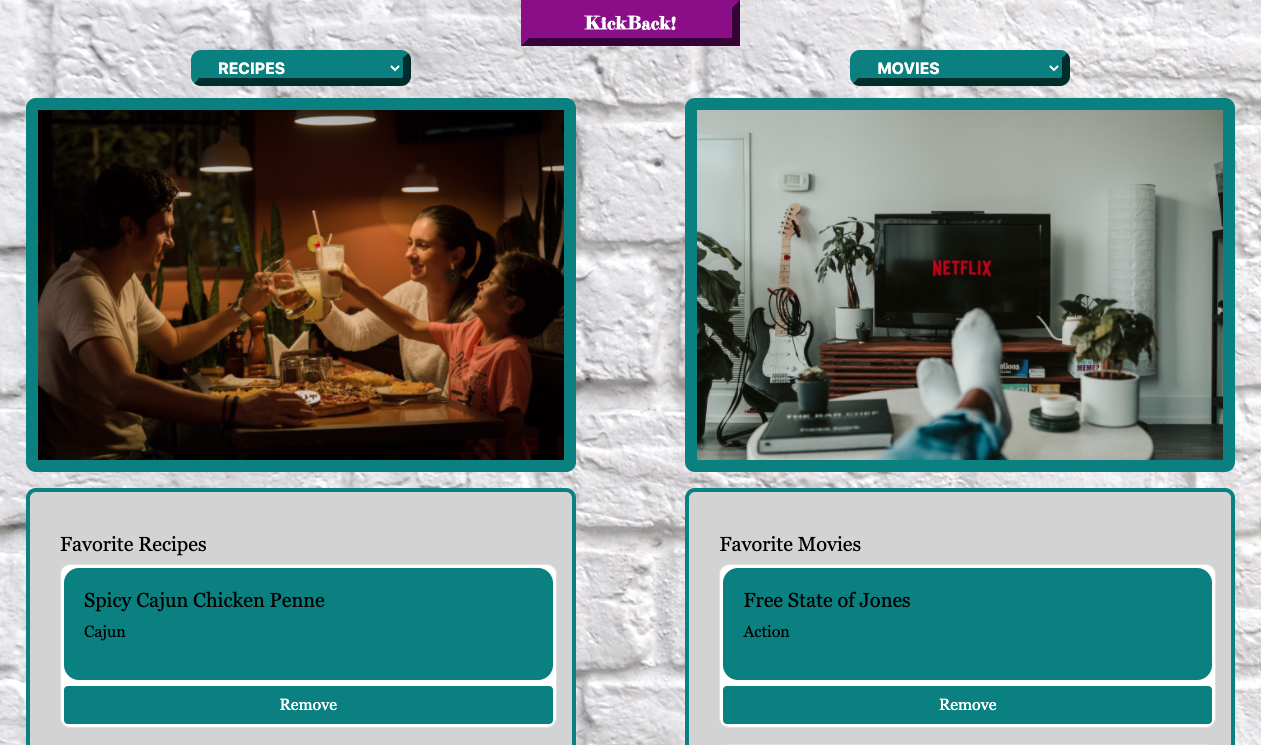 KickBack!
RECIPES
MOVIES
NETFLIX
THE BAR CHEF
MEME?
Favorite Recipes
Favorite Movies
Spicy Cajun Chicken Penne
Cajun
Free State of Jones
Action
Remove
Remove